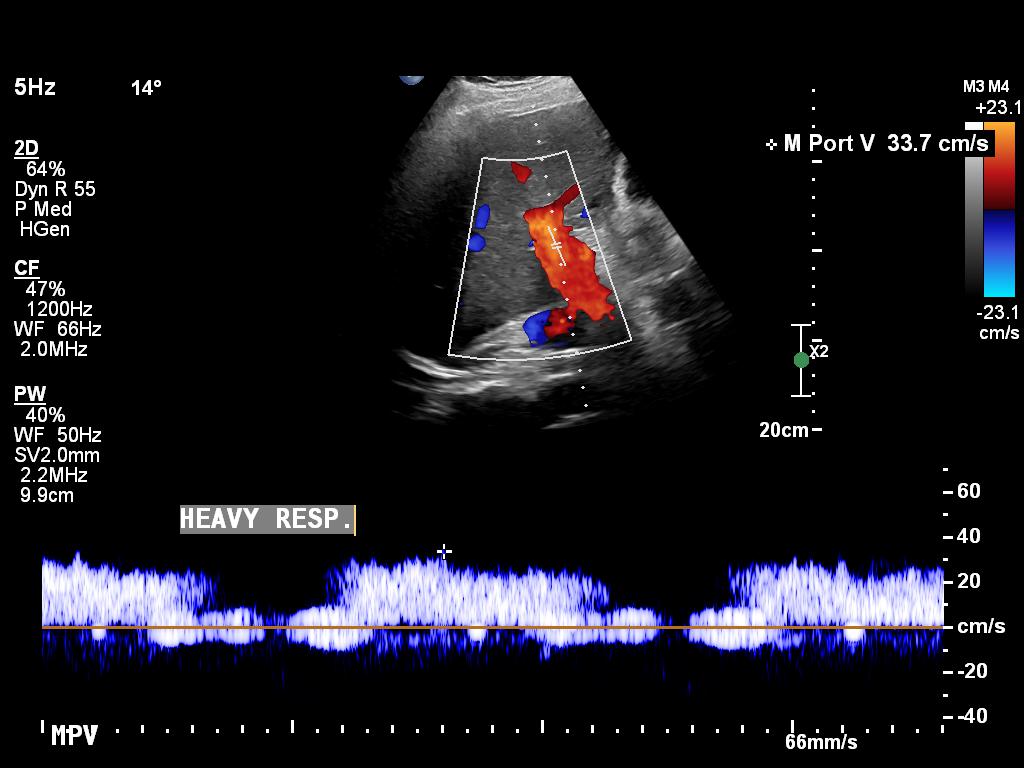 5Hz 14°
M3 M4
+23.1
M Port V 33.7 cm/s
2D
64%
Dyn R 55
P Med
HGen
CF
47%
1200Hz
WF 66Hz
2.0MHz
-23.1
cm/s
X2
PW
40%
WF 50Hz
SV2.0mm
2.2MHz
9.9cm
20cm
HEAVY RESP.
60
40
20
cm/s
-20
-40
MPV
66mm/s